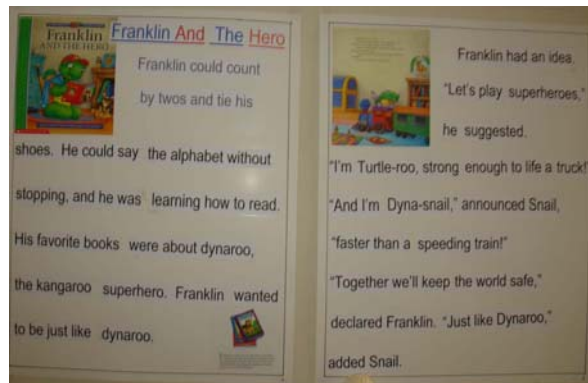 Franklin
AND THE HERO
Franklin And The Hero
Franklin could count
by twos and tie his
shoes. He could say the alphabet without
stopping, and he was learning how to read.
His favorite books were about dynaroo,
the kangaroo superhero. Franklin wanted
to be just like dynaroo.
Franklin had an idea.
"Let's play superheroes,"
he suggested.
"I'm Turtle-roo, strong enough to life a truck!"
"And I'm Dyna-snail," announced Snail,
"faster than a speeding train!"
"Together we'll keep the world safe,"
declared Franklin. "Just like Dynaroo,"
added Snail.